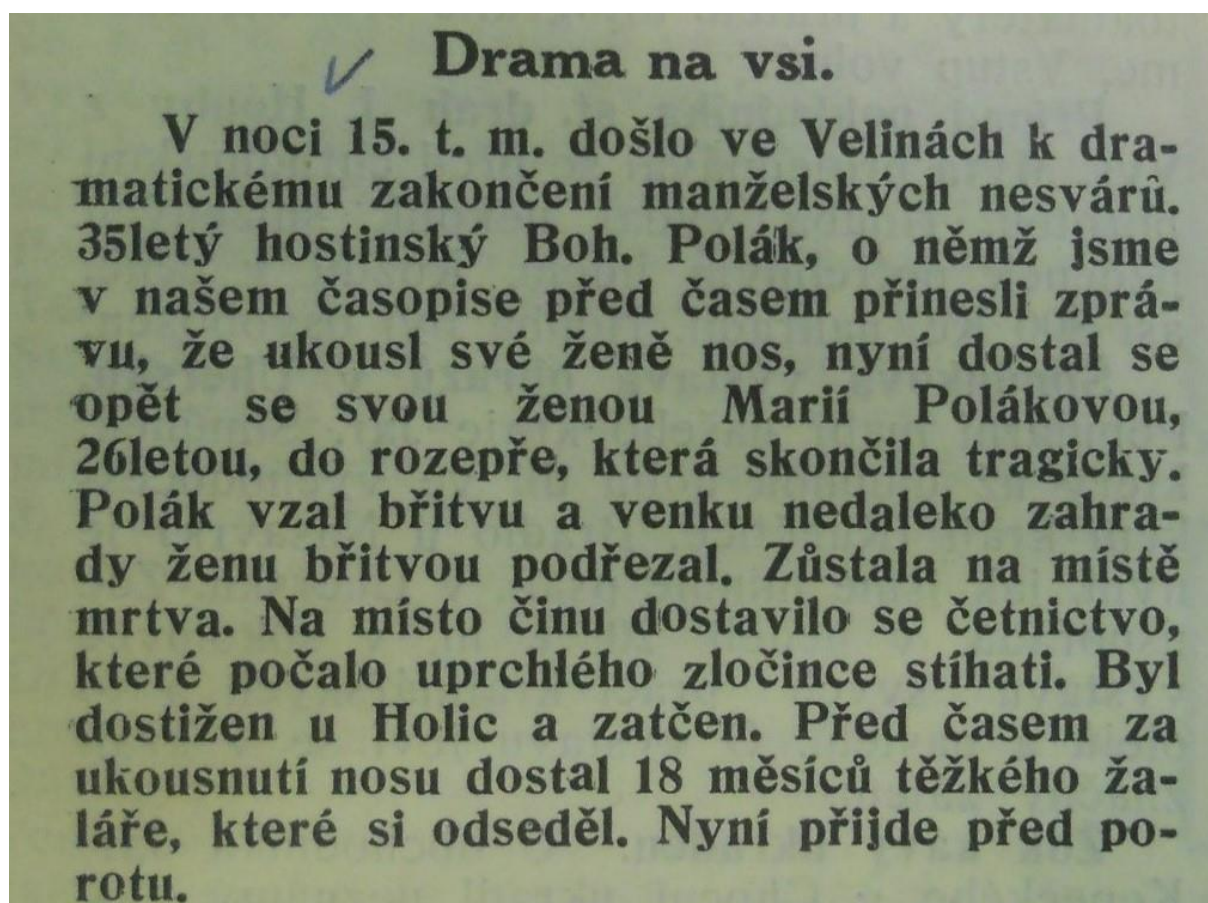 Drama na vsi.
V noci 15. t. m. došlo ve Velinách k dra-
matickému zakončení manželských nesvárů.
35letý hostinský Boh. Polák, o němž jsme
v našem časopise před časem přinesli zprá-
vu, že ukousl své ženě nos, nyní dostal se
opět se svou ženou Marií Polákovou,
26letou, do rozepře, která skončila tragicky.
Polák vzal břitvu a venku nedaleko zahra-
dy ženu břitvou podřezal. Zůstala na místě
mrtva. Na místo činu dostavilo se četnictvo,
které počalo uprchlého zločince stíhati. Byl
dostižen u Holic a zatčen. Před časem za
ukousnutí nosu dostal 18 měsíců těžkého ža-
láře, které si odseděl. Nyní přijde před po-
rotu.